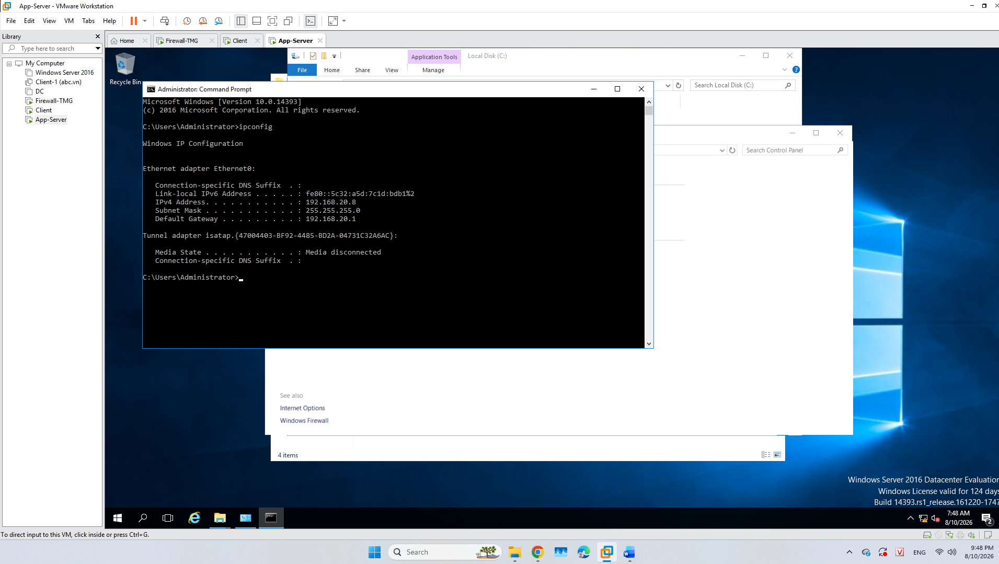 App-Server - VMware Workstation
File Edit View VM Tabs Help
Library
Type here to search
My Computer
Windows Server 2016
Client-1 (abc.vn)
DC
Firewall-TMG
Client
App-Server
Home Firewall-TMG Client App-Server
Recycle Bin
Application Tools Local Disk (C:)
File Home Share View Manage
Search Local Disk (C:)
Search Control Panel
Administrator: Command Prompt
Microsoft Windows [Version 10.0.14393]
(c) 2016 Microsoft Corporation. All rights reserved.
C:\Users\Administrator>ipconfig
Windows IP Configuration
Ethernet adapter Ethernet0:
Connection-specific DNS Suffix . :
Link-local IPv6 Address . . . . . : fe80::5c32:a5d:7c1d:bdb1%2
IPv4 Address. . . . . . . . . . . : 192.168.20.8
Subnet Mask . . . . . . . . . . . : 255.255.255.0
Default Gateway . . . . . . . . . : 192.168.20.1
Tunnel adapter isatap.{47004403-BF92-4485-BD2A-04731C32A6AC}:
Media State . . . . . . . . . . . : Media disconnected
Connection-specific DNS Suffix . :
C:\Users\Administrator>
See also
Internet Options
Windows Firewall
4 items
Windows Server 2016 Datacenter Evaluation
Windows License valid for 124 days
Build 14393.rs1_release.161220-1747
7:48 AM
8/10/2026
2
To direct input to this VM, click inside or press Ctrl+G.
Search
ENG
9:48 PM
8/10/2026